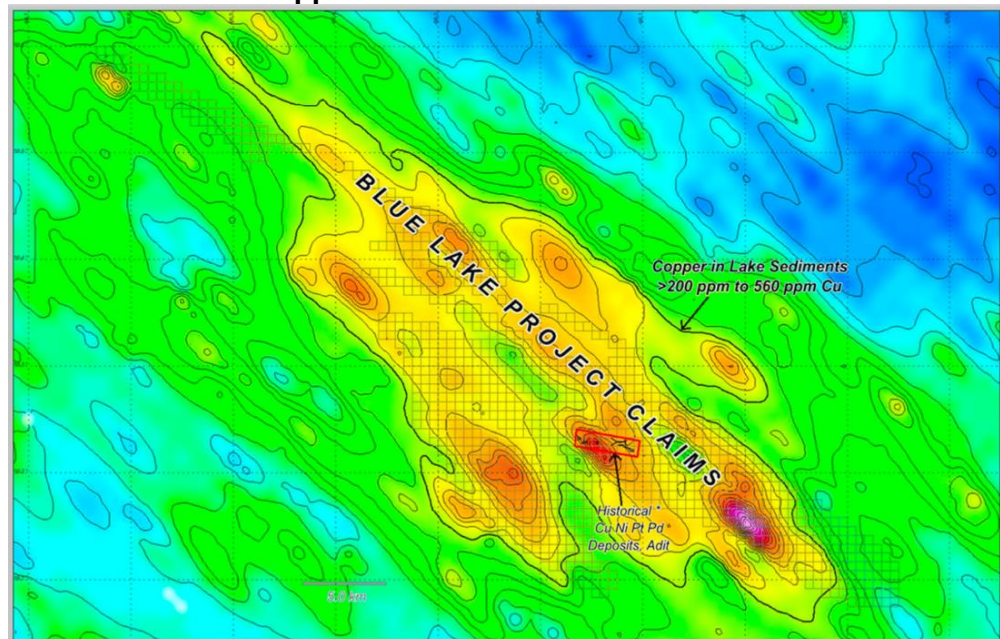 BLUE LAKE PROJECT CLAIMS
Copper in Lake Sediments
>200 ppm to 560 ppm Cu
Historical *
Cu Ni Pt Pd *
Deposits, Adit
5.0 km